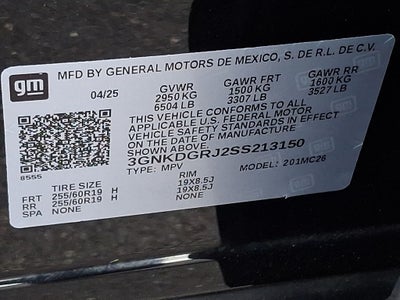 gm
MFD BY GENERAL MOTORS DE MEXICO, S. DE R.L. DE C.V.
04/25 GVWR GAWR FRT GAWR RR
2950 KG 1500 KG 1600 KG
6504 LB 3307 LB 3527 LB
THIS VEHICLE CONFORMS TO ALL
APPLICABLE U.S. FEDERAL MOTOR
VEHICLE SAFETY STANDARDS IN EFFECT
ON THE DATE OF MANUFACTURE
SHOWN ABOVE.
3GNKDGRJ2SS213150
8555 TYPE: MPV MODEL: 201MC26
TIRE SIZE RIM
FRT 255/60R19 H 19X8.5J
RR 255/60R19 H 19X8.5J
SPA NONE NONE